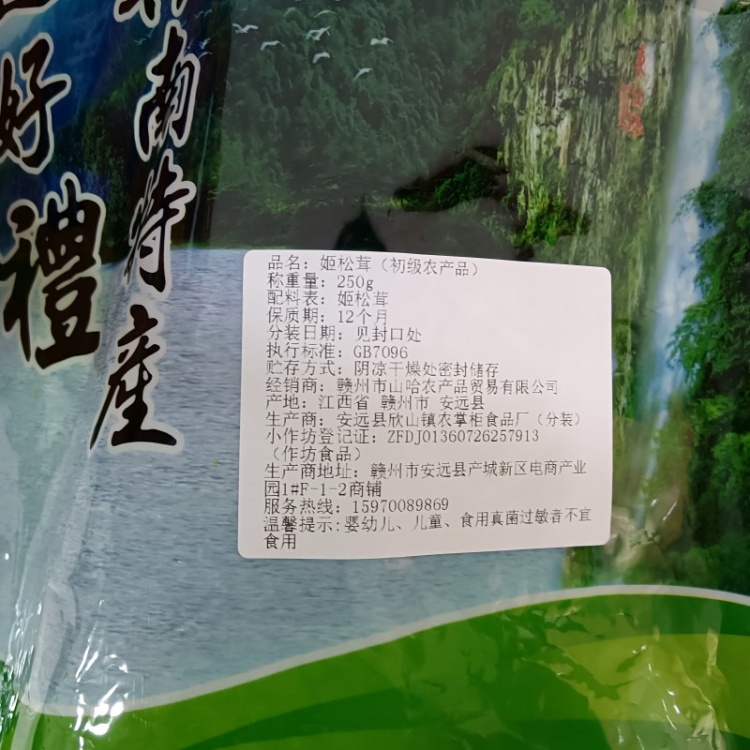 南特産
好禮
品名：姬松茸（初级农产品）
称重量：250g
配料表：姬松茸
保质期：12个月
分装日期：见封口处
执行标准：GB7096
贮存方式：阴凉干燥处密封储存
经销商：赣州市山哈农产品贸易有限公司
产地：江西省 赣州市 安远县
生产商：安远县欣山镇农掌柜食品厂（分装）
小作坊登记证：ZFDJ01360726257913
（作坊食品）
生产商地址：赣州市安远县产城新区电商产业
园1#F-1-2商铺
服务热线：15970089869
温馨提示:婴幼儿、儿童、食用真菌过敏者不宜
食用